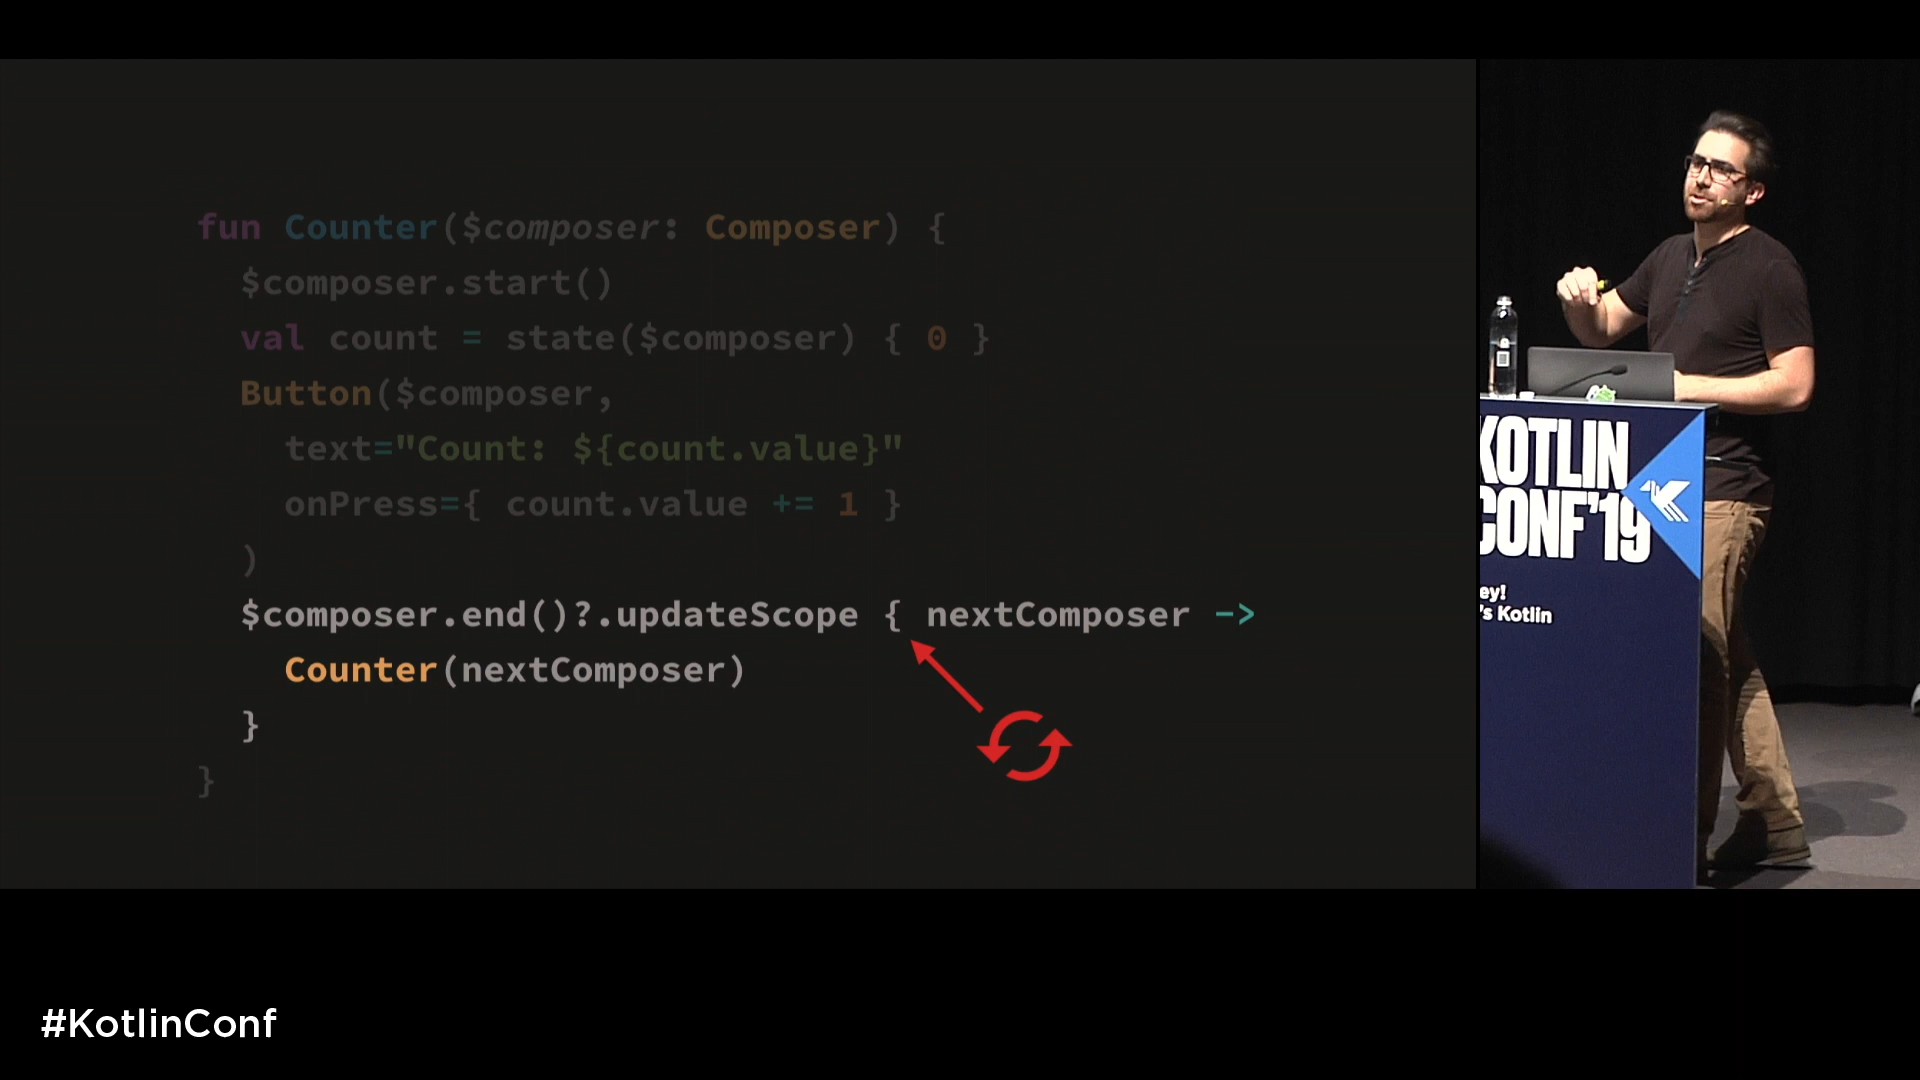 fun Counter($composer: Composer) {
$composer.start()
val count = state($composer) { 0 }
Button($composer,
text="Count: ${count.value}"
onPress={ count.value += 1 }
)
$composer.end()?.updateScope { nextComposer ->
Counter(nextComposer)
}
}
KOTLIN
CONF'19
ey!
's Kotlin
#KotlinConf